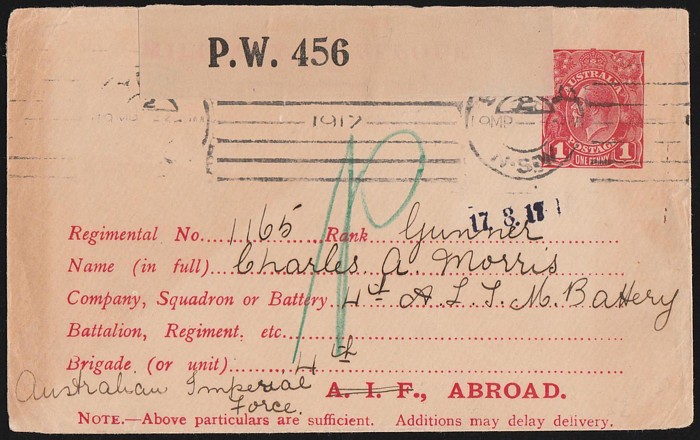 P.W. 456
AUSTRALIA
1917
POSTAGE
1 ONE PENNY 1
17.8.17
Regimental No. 1165 Rank Gunner
Name (in full) Charles A Morris
Company, Squadron or Battery 4th A.L.T.M. Battery
Battalion, Regiment. etc.
Brigade (or unit) 4th
Australian Imperial A. I. F., ABROAD.
Force.
NOTE.—Above particulars are sufficient. Additions may delay delivery.